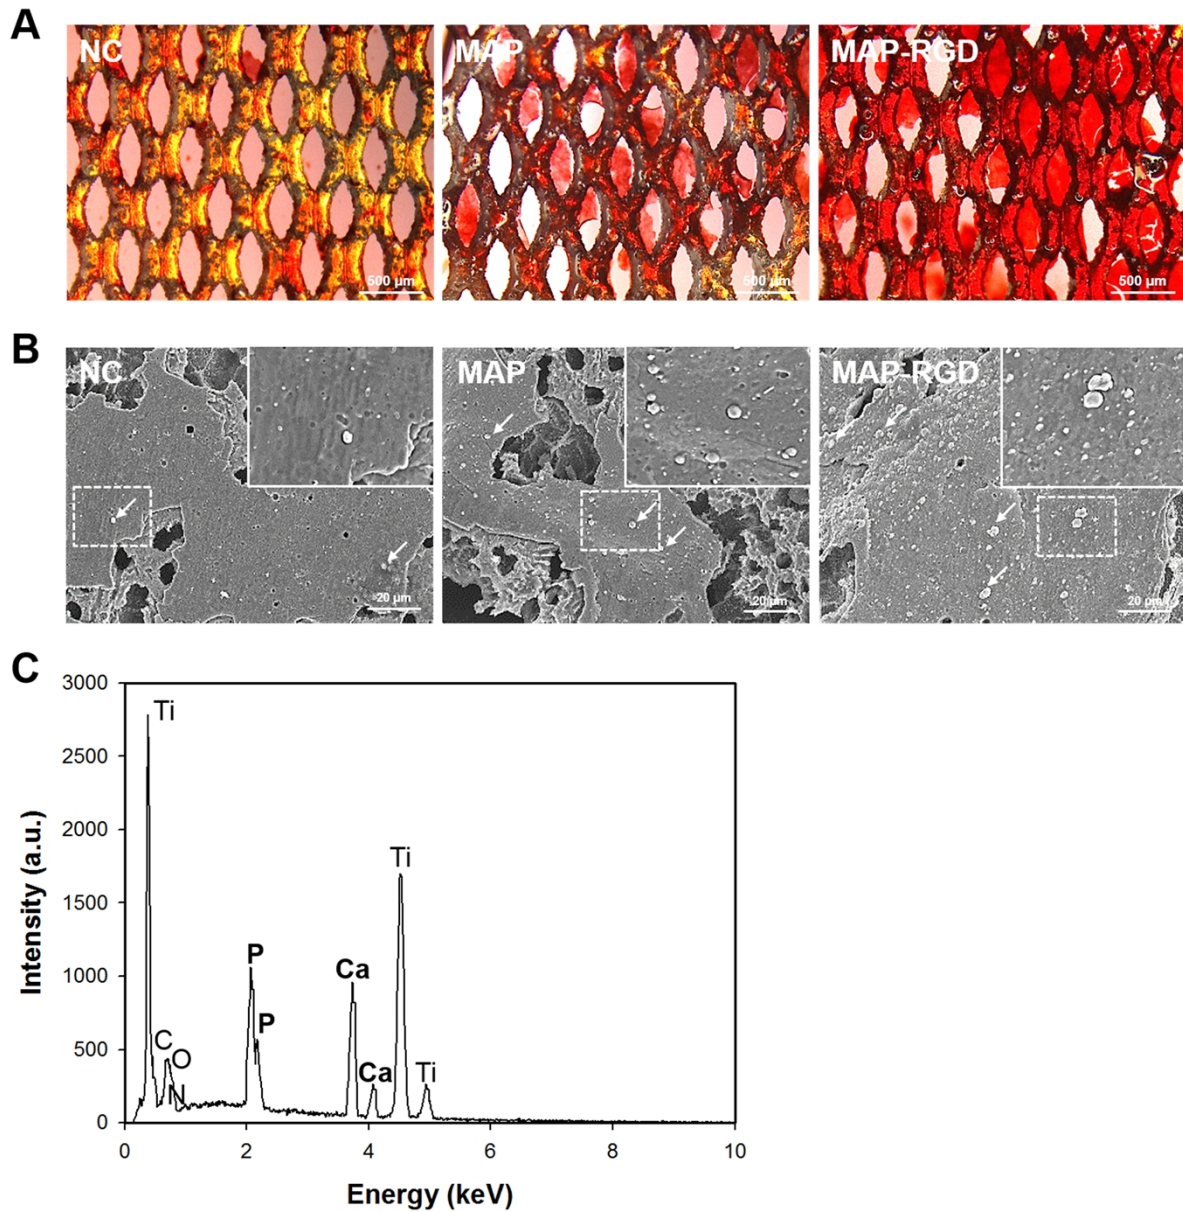 A
NC
MAP
MAP-RGD
500 µm
500 µm
500 µm
B
NC
MAP
MAP-RGD
20 µm
20 µm
20 µm
C
3000
2500
2000
1500
1000
500
0
Intensity (a.u.)
Ti
C
O
N
P
P
Ca
Ca
Ti
Ti
0
2
4
6
8
10
Energy (keV)